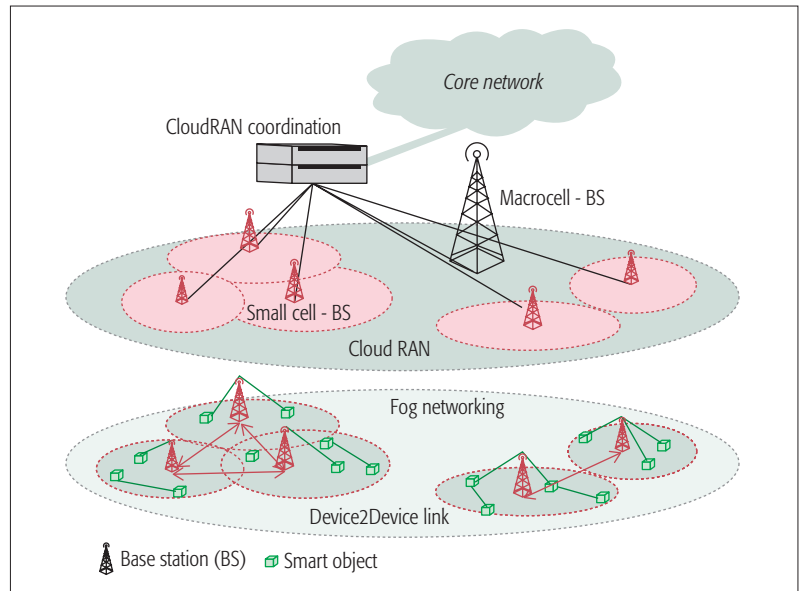 Core network
CloudRAN coordination
Macrocell - BS
Small cell - BS
Cloud RAN
Fog networking
Device2Device link
Base station (BS)
Smart object